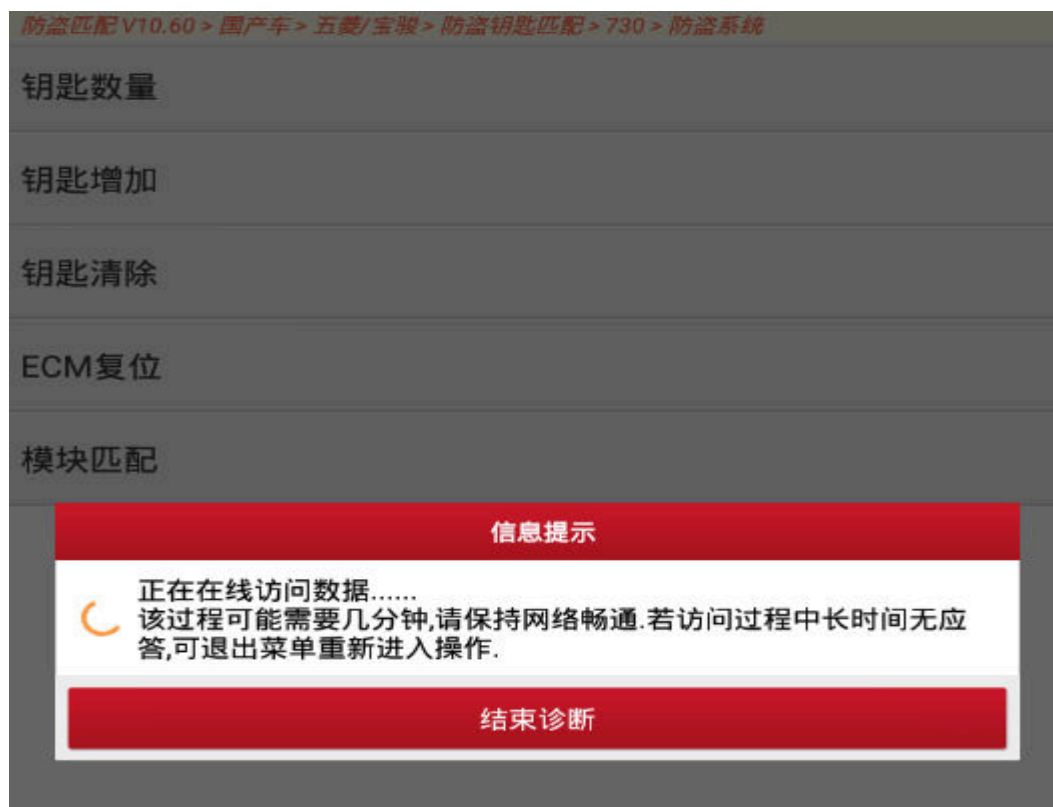 防盗匹配 V10.60 > 国产车 > 五菱/宝骏 > 防盗钥匙匹配 > 730 > 防盗系统
钥匙数量
钥匙增加
钥匙清除
ECM复位
模块匹配
信息提示
正在在线访问数据......
该过程可能需要几分钟,请保持网络畅通.若访问过程中长时间无应
答,可退出菜单重新进入操作.
结束诊断